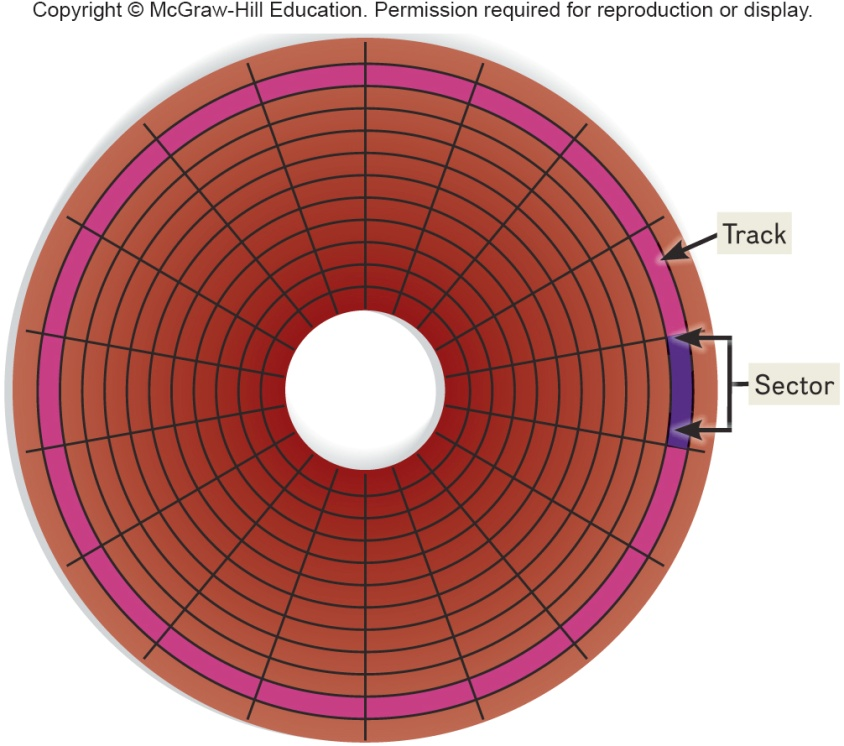 Copyright © McGraw-Hill Education. Permission required for reproduction or display.
Track
Sector